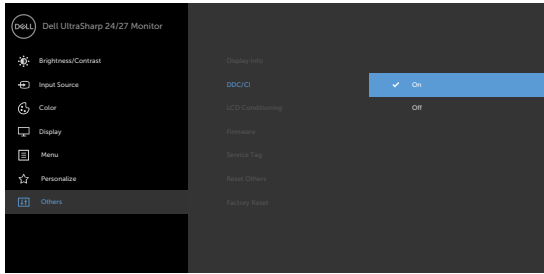 DELL Dell UltraSharp 24/27 Monitor
Brightness/Contrast
Display Info
Input Source
DDC/CI
On
Color
LCD Conditioning
Off
Display
Firmware
Menu
Service Tag
Personalize
Reset Others
Others
Factory Reset